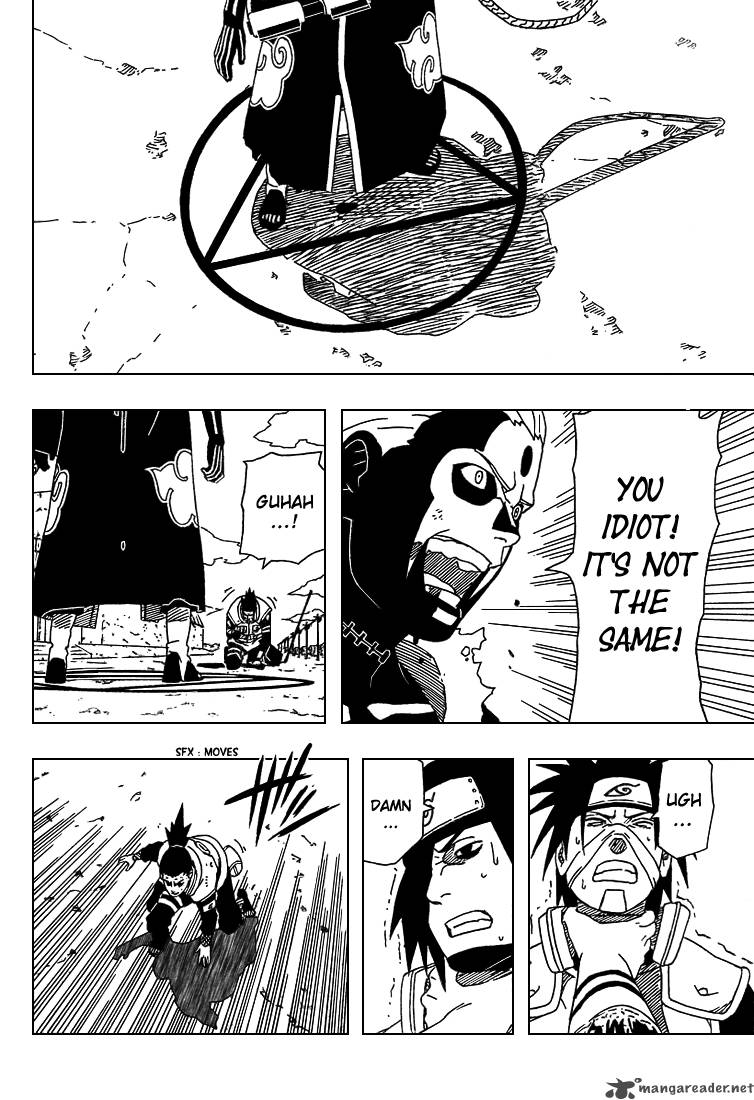 YOU
IDIOT!
IT'S NOT
THE
SAME!
GUHAH
...!
UGH
...
DAMN
...
SFX : MOVES
mangareader.net